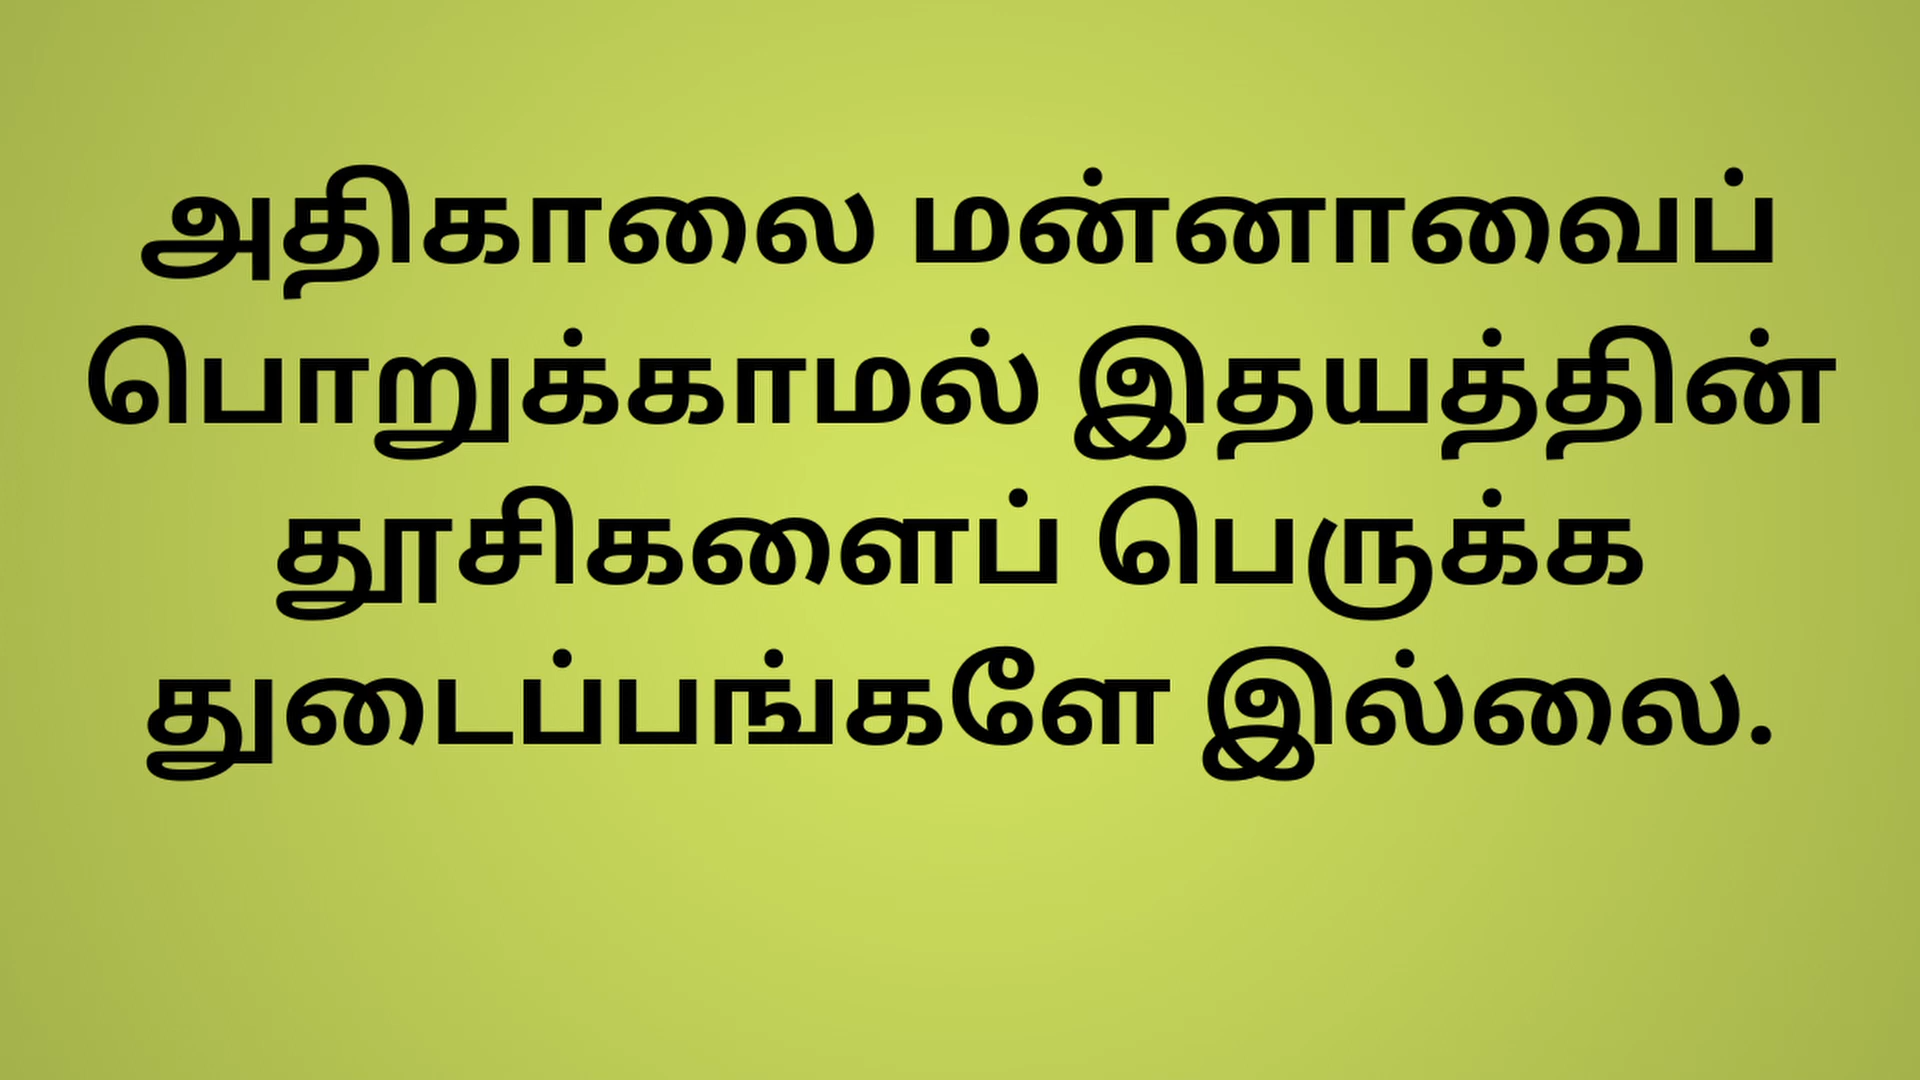 அதிகாலை மன்னாவைப்
பொறுக்காமல் இதயத்தின்
தூசிகளைப் பெருக்க
துடைப்பங்களே இல்லை.